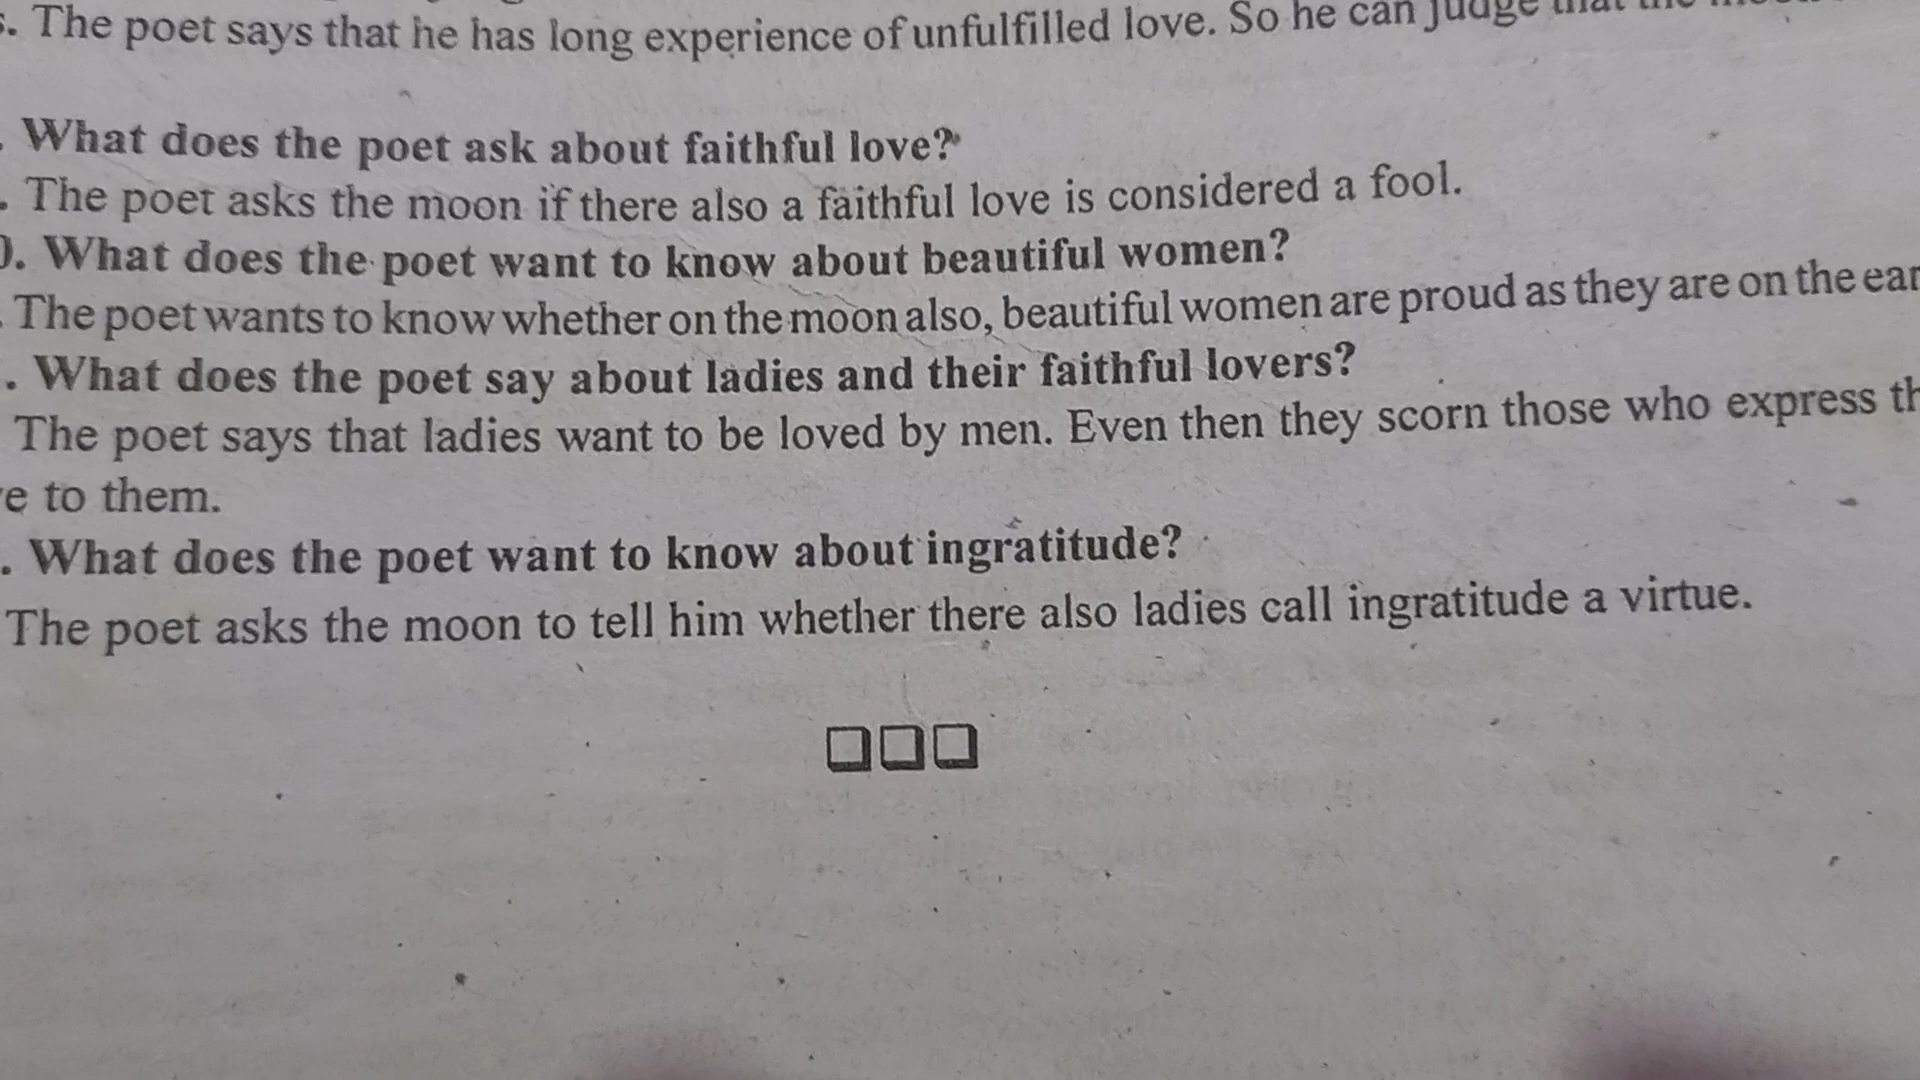 . The poet says that he has long experience of unfulfilled love. So he can judge that the
. What does the poet ask about faithful love?
. The poet asks the moon if there also a faithful love is considered a fool.
0. What does the poet want to know about beautiful women?
. The poet wants to know whether on the moon also, beautiful women are proud as they are on the ear
. What does the poet say about ladies and their faithful lovers?
The poet says that ladies want to be loved by men. Even then they scorn those who express th
e to them.
. What does the poet want to know about ingratitude?
The poet asks the moon to tell him whether there also ladies call ingratitude a virtue.